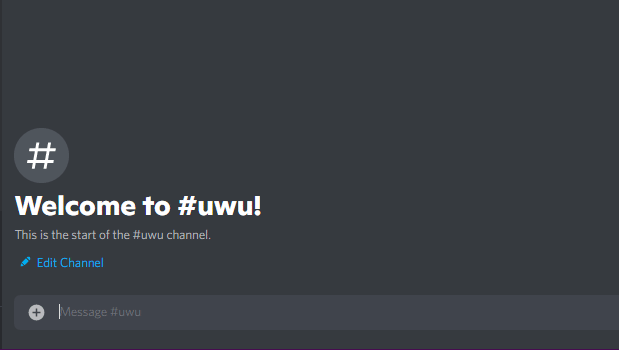 #
Welcome to #uwu!
This is the start of the #uwu channel.
Edit Channel
Message #uwu